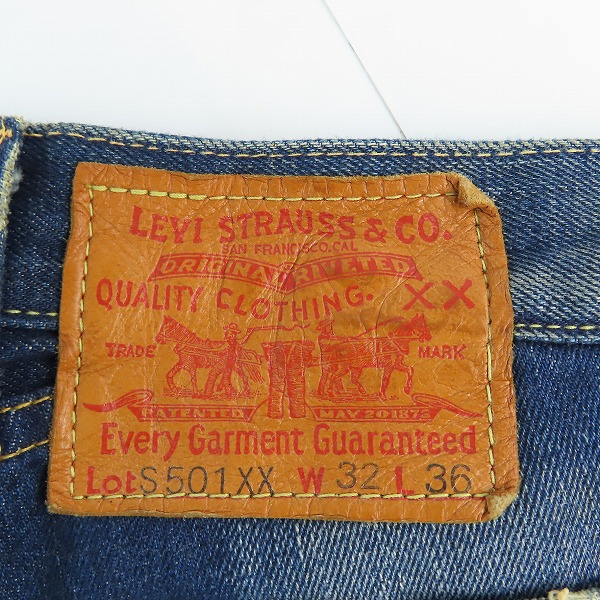 LEVI STRAUSS & CO.
SAN FRANCISCO, CAL
ORIGINAL RIVETED
QUALITY CLOTHING. XX
TRADE MARK
PATENTED MAY 20 1873
Every Garment Guaranteed
Lot S501XX W 32 L 36